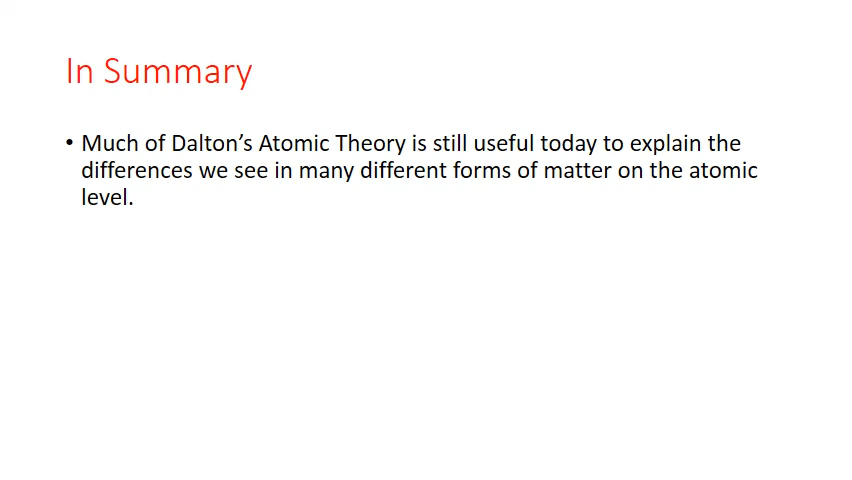 In Summary
• Much of Dalton’s Atomic Theory is still useful today to explain the
differences we see in many different forms of matter on the atomic
level.